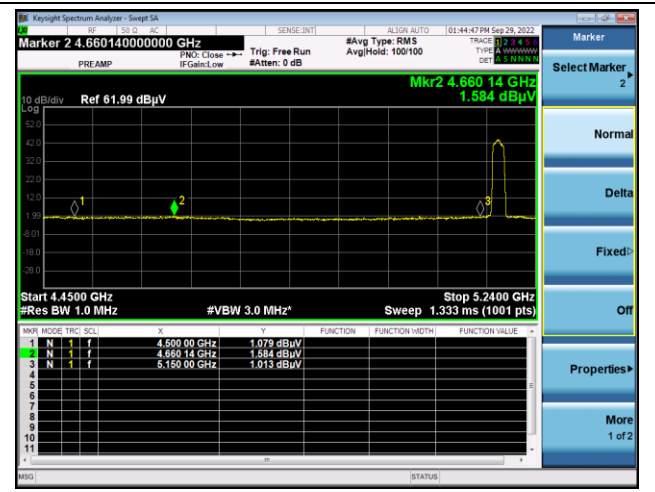 Keysight Spectrum Analyzer - Swept SA
RF 50 Ω AC SENSE:INT ALIGN AUTO 01:44:47 PM Sep 29, 2022
Marker 2 4.660140000000 GHz #Avg Type: RMS TRACE 1 2 3 4 5 6
PNO: Close Trig: Free Run Avg|Hold: 100/100 TYPE A WWWWW
PREAMP IFGain:Low #Atten: 0 dB DET A S N N N N
Mkr2 4.660 14 GHz
10 dB/div Ref 61.99 dBµV 1.584 dBµV
Log
52.0
42.0
32.0
22.0
12.0
1.99
-8.01
-18.0
-28.0
1
2
3
Start 4.4500 GHz Stop 5.2400 GHz
#Res BW 1.0 MHz #VBW 3.0 MHz* Sweep 1.333 ms (1001 pts)
MKR MODE TRC SCL X Y FUNCTION FUNCTION WIDTH FUNCTION VALUE
1 N 1 f 4.500 00 GHz 1.079 dBµV
2 N 1 f 4.660 14 GHz 1.584 dBµV
3 N 1 f 5.150 00 GHz 1.013 dBµV
4
5
6
7
8
9
10
11
MSG STATUS
Marker
Select Marker
2
Normal
Delta
Fixed
Off
Properties
More
1 of 2